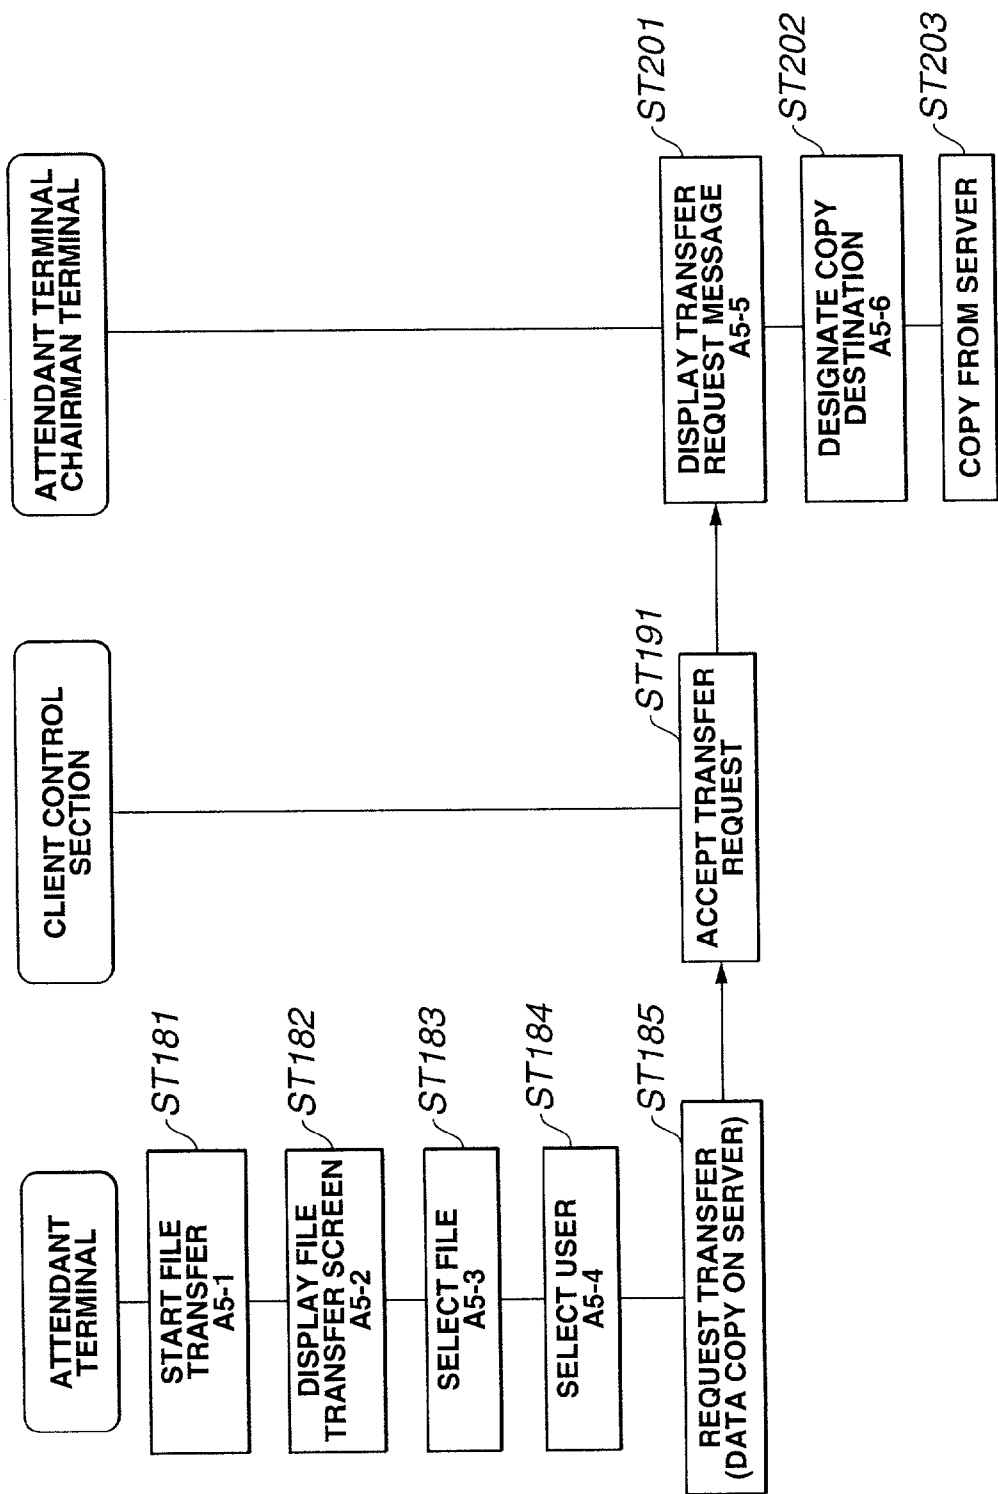 ATTENDANT
TERMINAL
START FILE
TRANSFER
A5-1
ST181
DISPLAY FILE
TRANSFER SCREEN
A5-2
ST182
SELECT FILE
A5-3
ST183
SELECT USER
A5-4
ST184
REQUEST TRANSFER
(DATA COPY ON SERVER)
ST185
CLIENT CONTROL
SECTION
ACCEPT TRANSFER
REQUEST
ST191
ATTENDANT TERMINAL
CHAIRMAN TERMINAL
DISPLAY TRANSFER
REQUEST MESSAGE
A5-5
ST201
DESIGNATE COPY
DESTINATION
A5-6
ST202
COPY FROM SERVER
ST203